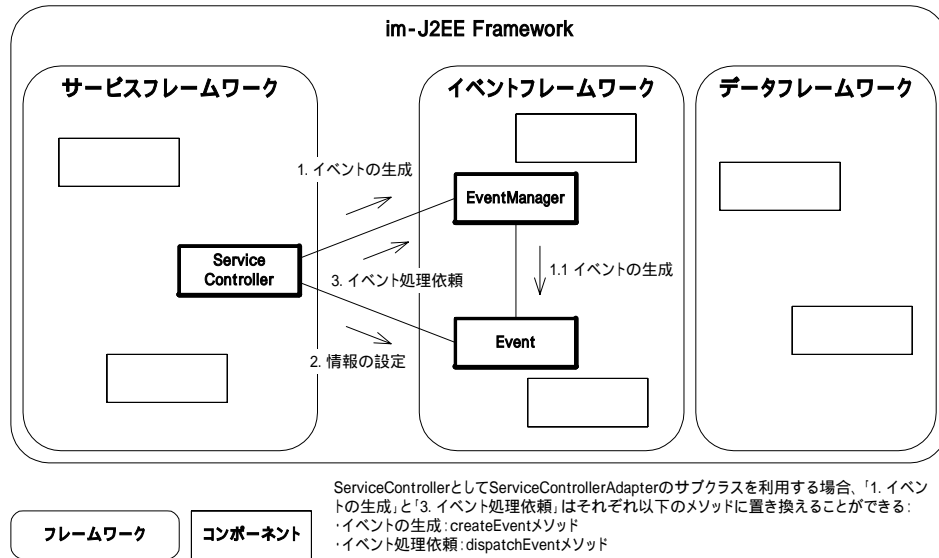 im-J2EE Framework
サービスフレームワーク
イベントフレームワーク
データフレームワーク
1. イベントの生成
EventManager
Service
Controller
3. イベント処理依頼
1.1 イベントの生成
Event
2. 情報の設定
ServiceControllerとしてServiceControllerAdapterのサブクラスを利用する場合、「1. イベン
トの生成」と「3. イベント処理依頼」はそれぞれ以下のメソッドに置き換えることができる:
・イベントの生成:createEventメソッド
・イベント処理依頼:dispatchEventメソッド
フレームワーク
コンポーネント